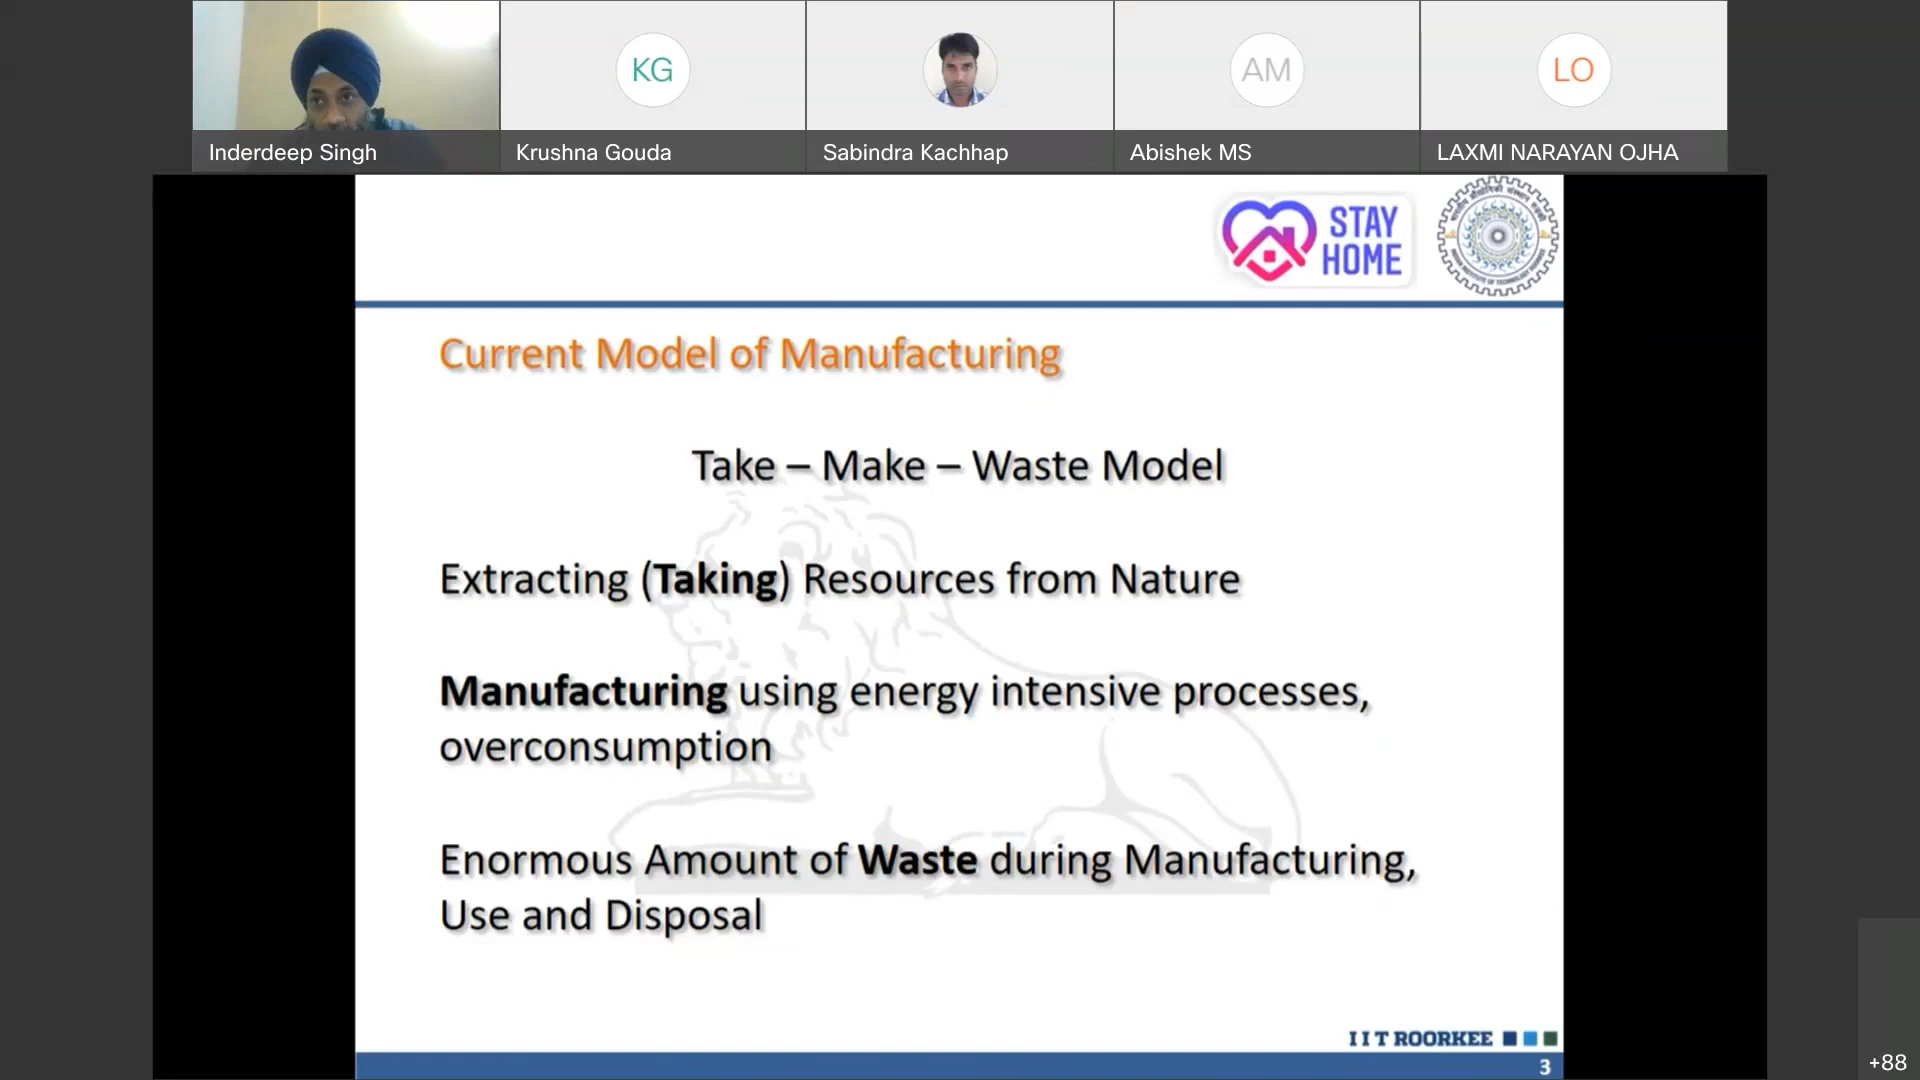 KG
AM
LO
Inderdeep Singh
Krushna Gouda
Sabindra Kachhap
Abishek MS
LAXMI NARAYAN OJHA
STAY
HOME
Current Model of Manufacturing
Take – Make – Waste Model
Extracting (Taking) Resources from Nature
Manufacturing using energy intensive processes,
overconsumption
Enormous Amount of Waste during Manufacturing,
Use and Disposal
I I T ROORKEE
3
+88